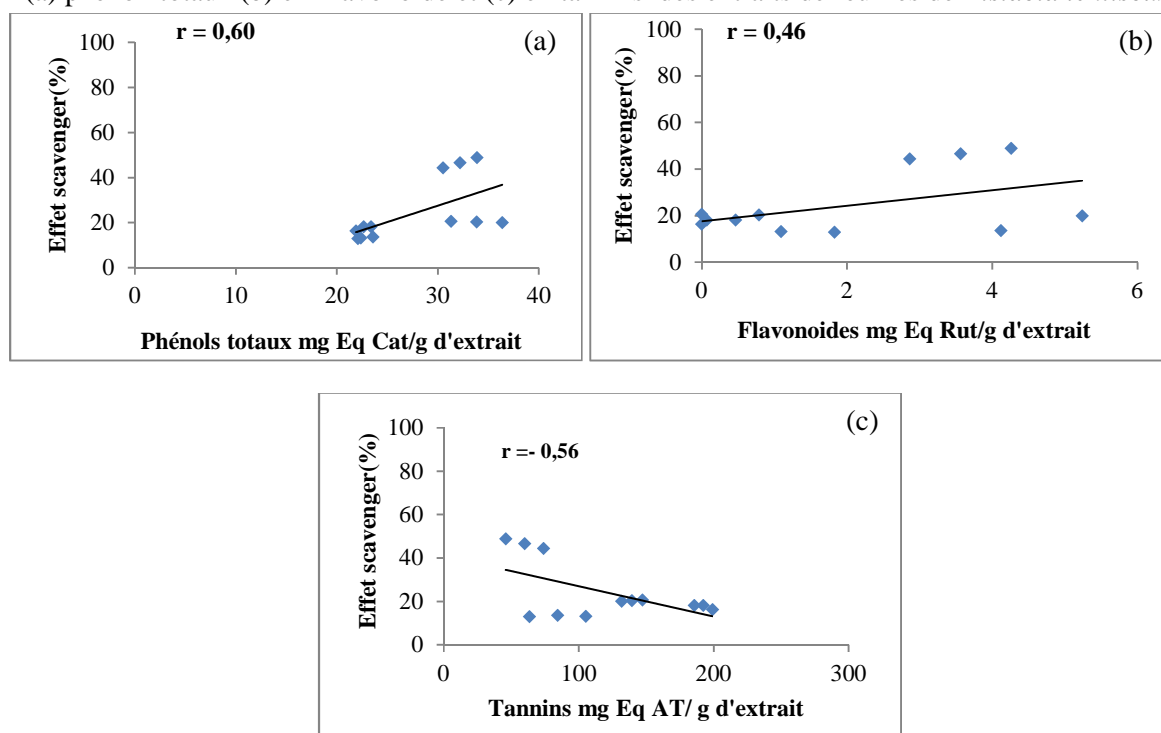 r = 0,60
(a)
100
80
60
40
20
0
Effet scavenger(%)
0 10 20 30 40
Phénols totaux mg Eq Cat/g d'extrait
r = 0,46
(b)
100
80
60
40
20
0
Effet scavenger(%)
0 2 4 6
Flavonoides mg Eq Rut/g d'extrait
r =- 0,56
(c)
100
80
60
40
20
0
Effet scavenger(%)
0 100 200 300
Tannins mg Eq AT/ g d'extrait